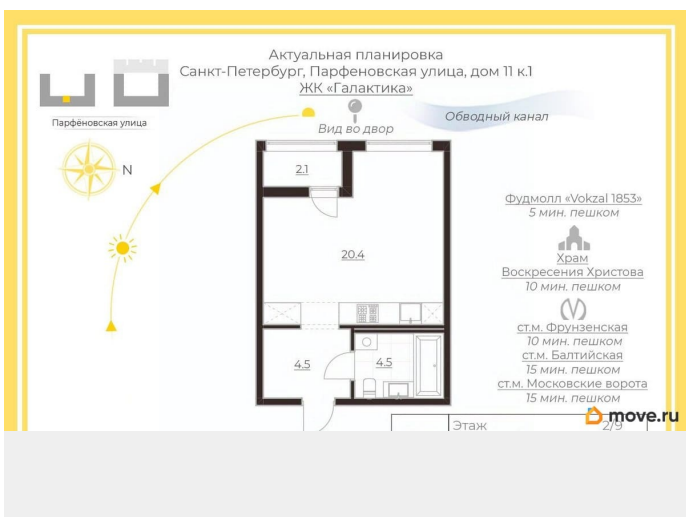 Актуальная планировка
Санкт-Петербург, Парфеновская улица, дом 11 к.1
ЖК «Галактика»
Парфёновская улица
Вид во двор
Обводный канал
N
2.1
20.4
4.5
4.5
Фудмолл «Vokzal 1853»
5 мин. пешком
Храм
Воскресения Христова
10 мин. пешком
ст.м. Фрунзенская
10 мин. пешком
ст.м. Балтийская
15 мин. пешком
ст.м. Московские ворота
15 мин. пешком
Этаж 2/9
move.ru